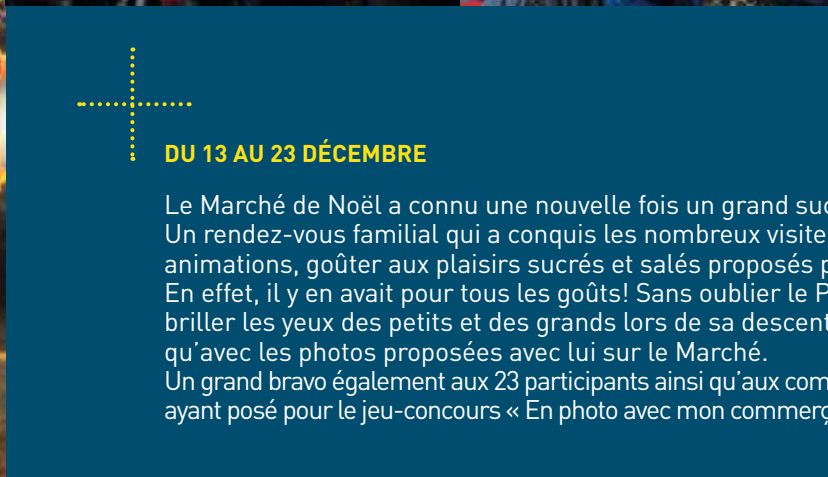 DU 13 AU 23 DÉCEMBRE
Le Marché de Noël a connu une nouvelle fois un grand
Un rendez-vous familial qui a conquis les nombreux
animations, goûter aux plaisirs sucrés et salés proposés
En effet, il y en avait pour tous les goûts! Sans oublier le
briller les yeux des petits et des grands lors de sa
qu’avec les photos proposées avec lui sur le Marché.
Un grand bravo également aux 23 participants ainsi qu’aux
ayant posé pour le jeu-concours « En photo avec mon